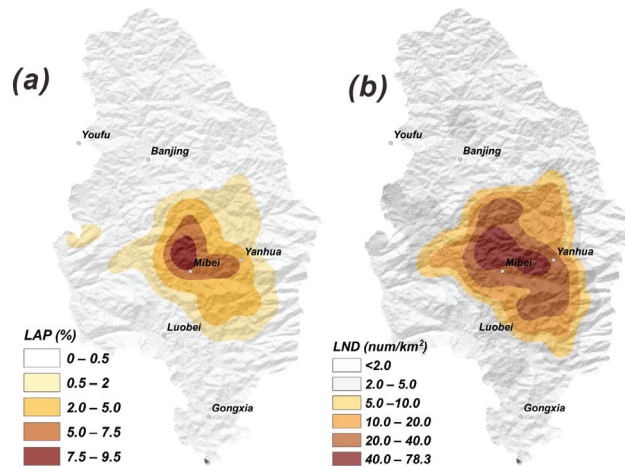 (a)
Youfu
Banjing
Yanhua
Mibei
Luobei
Gongxia
LAP (%)
0 – 0.5
0.5 – 2
2.0 – 5.0
5.0 – 7.5
7.5 – 9.5
(b)
Youfu
Banjing
Yanhua
Mibei
Luobei
Gongxia
LND (num/km²)
<2.0
2.0 – 5.0
5.0 –10.0
10.0 – 20.0
20.0 – 40.0
40.0 – 78.3